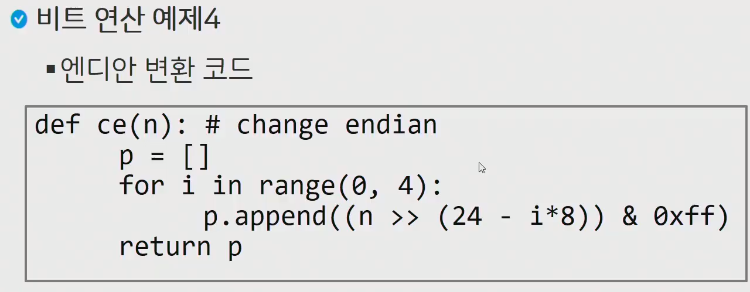 비트 연산 예제4
▪엔디안 변환 코드
def ce(n): # change endian
p = []
for i in range(0, 4):
p.append((n >> (24 - i*8)) & 0xff)
return p